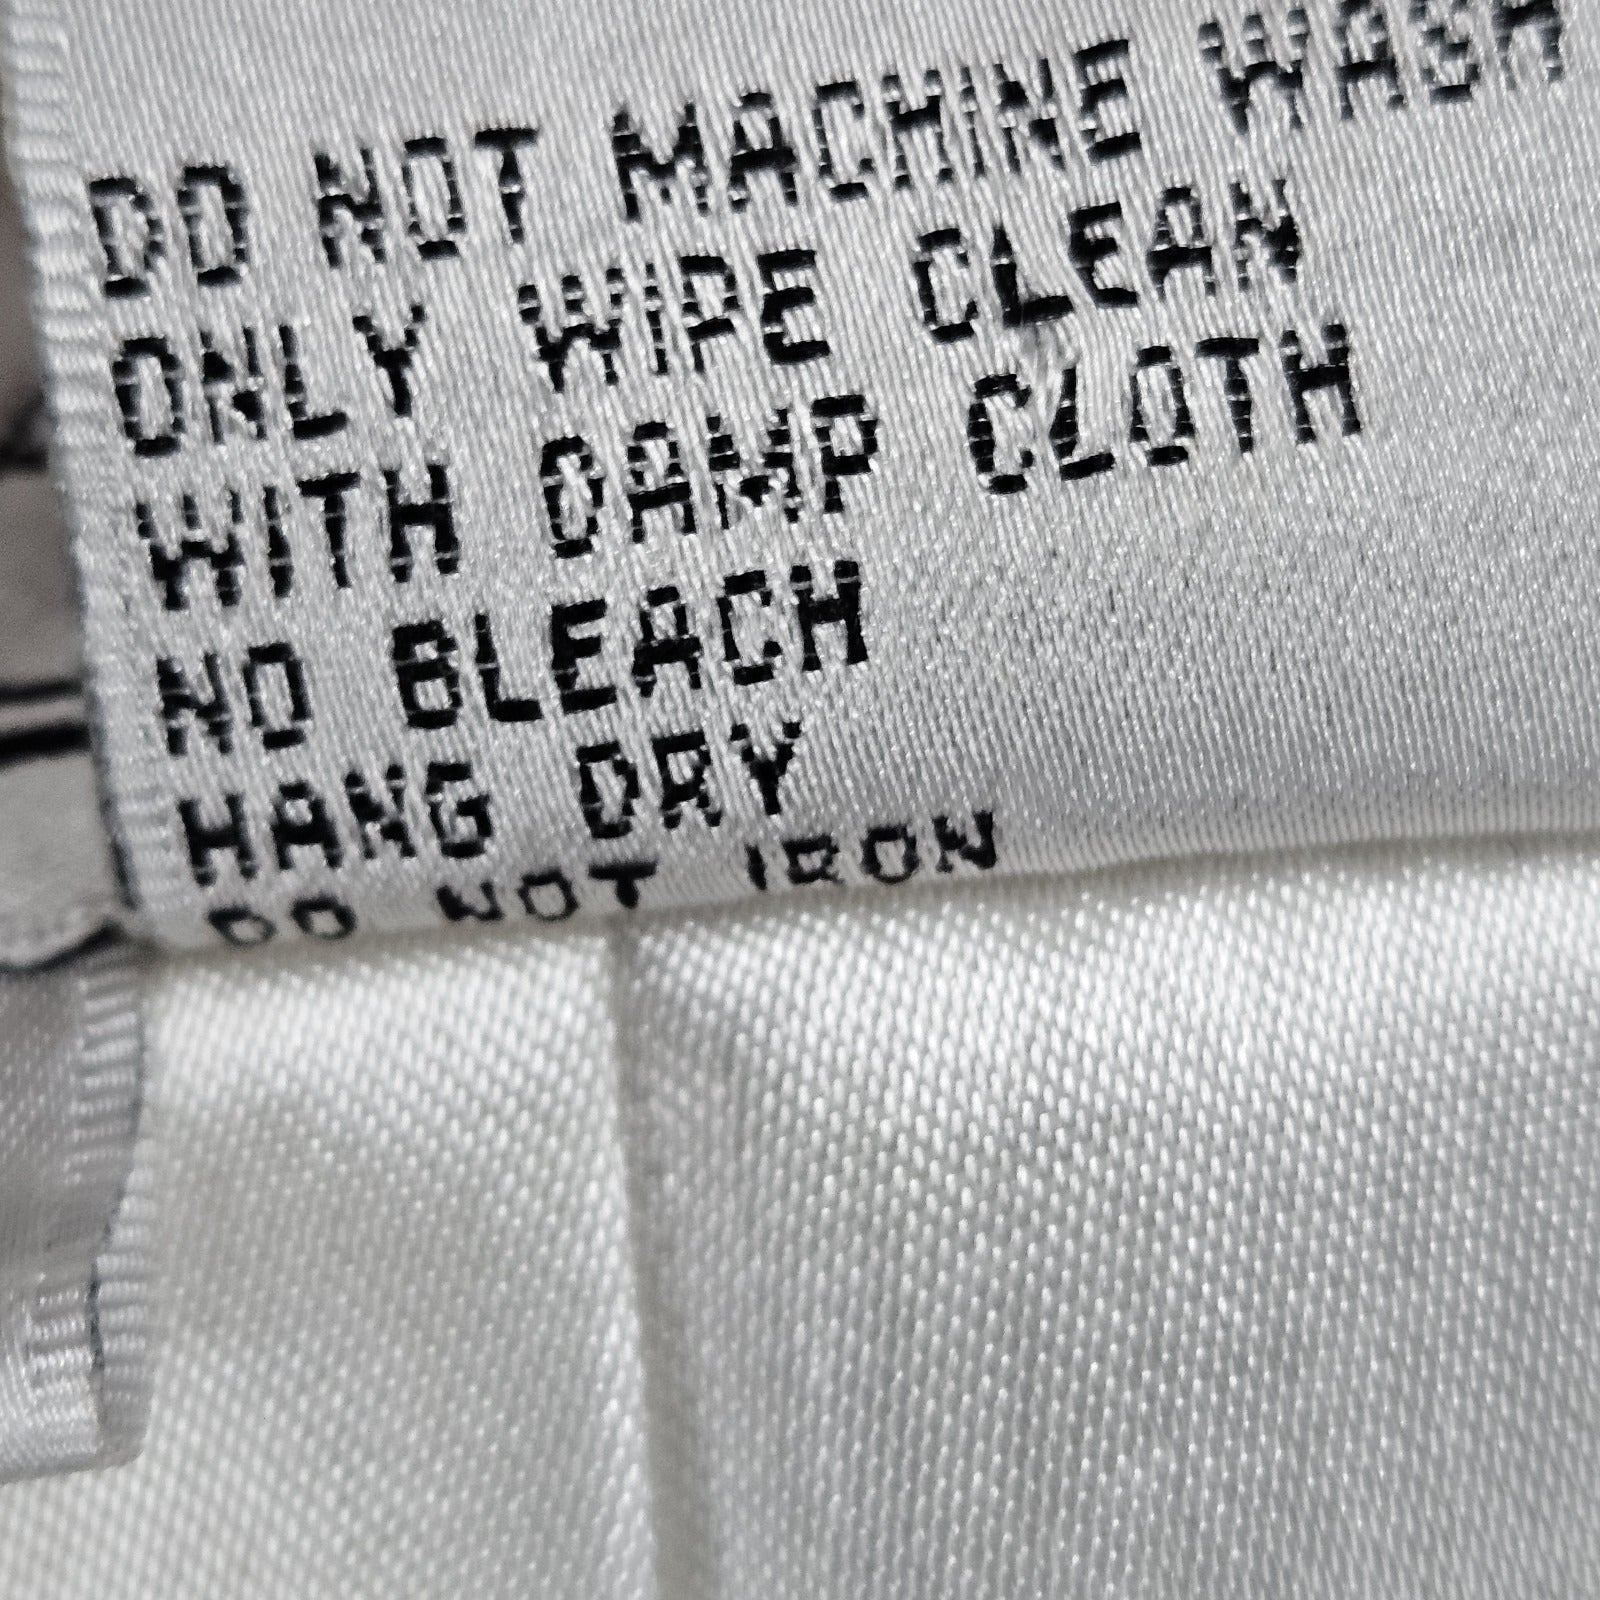 DO NOT MACHINE WASH
ONLY WIPE CLEAN
WITH DAMP CLOTH
NO BLEACH
HANG DRY
DO NOT IRON